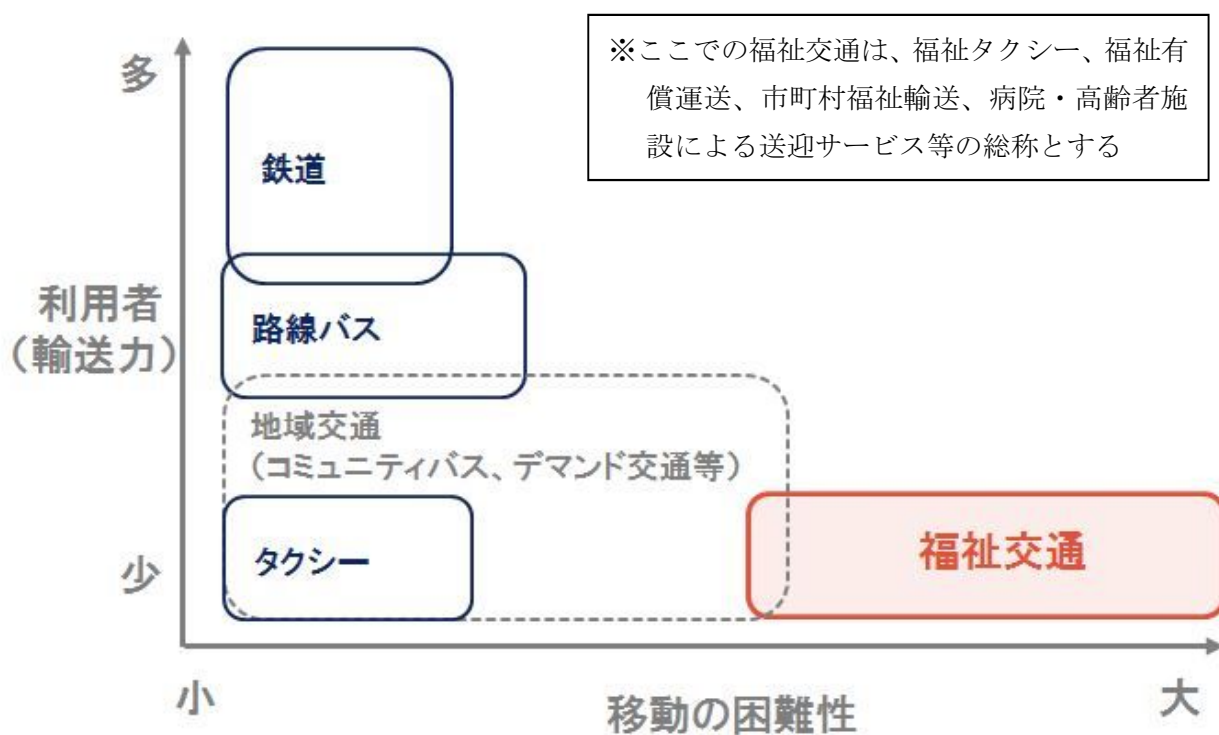 ※ここでの福祉交通は、福祉タクシー、福祉有
償運送、市町村福祉輸送、病院・高齢者施
設による送迎サービス等の総称とする
多
鉄道
利用者
（輸送力）
路線バス
地域交通
（コミュニティバス、デマンド交通等）
タクシー
福祉交通
少
小
移動の困難性
大